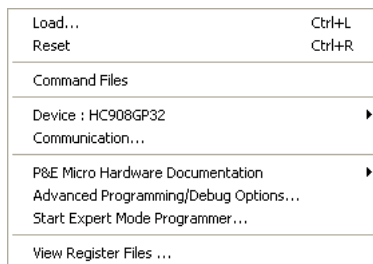 Load... Ctrl+L
Reset Ctrl+R
Command Files
Device : HC908GP32
Communication...
P&E Micro Hardware Documentation
Advanced Programming/Debug Options...
Start Expert Mode Programmer...
View Register Files ...